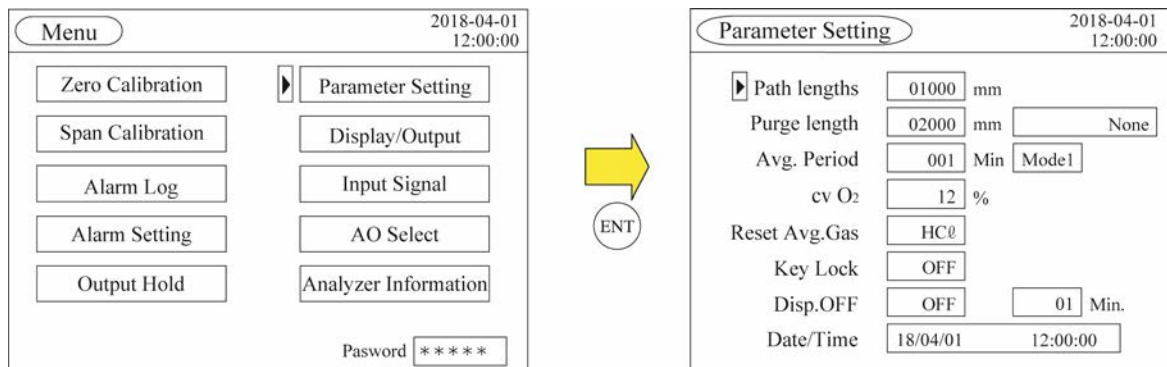 Menu
2018-04-01
12:00:00
Zero Calibration
Parameter Setting
Span Calibration
Display/Output
Alarm Log
Input Signal
Alarm Setting
AO Select
Output Hold
Analyzer Information
Pasword *****
ENT
Parameter Setting
2018-04-01
12:00:00
Path lengths 01000 mm
Purge length 02000 mm None
Avg. Period 001 Min Mode1
cv O₂ 12 %
Reset Avg.Gas HCℓ
Key Lock OFF
Disp.OFF OFF 01 Min.
Date/Time 18/04/01 12:00:00